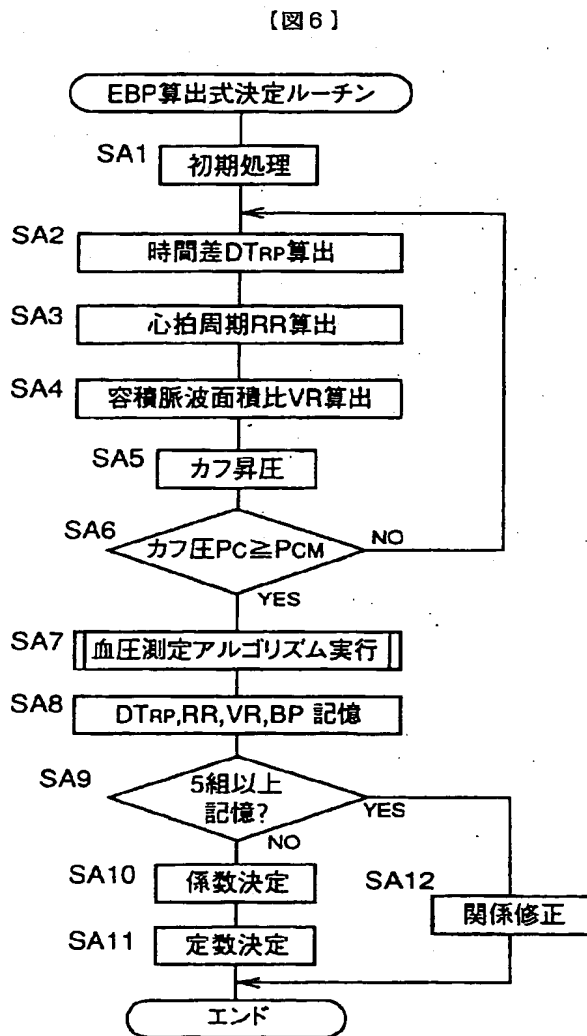 【図6】
EBP算出式決定ルーチン
SA1
初期処理
SA2
時間差DTRP算出
SA3
心拍周期RR算出
SA4
容積脈波面積比VR算出
SA5
カフ昇圧
SA6
カフ圧PC≧PCM
NO
YES
SA7
血圧測定アルゴリズム実行
SA8
DTRP,RR,VR,BP 記憶
SA9
5組以上
記憶?
YES
NO
SA10
係数決定
SA12
関係修正
SA11
定数決定
エンド